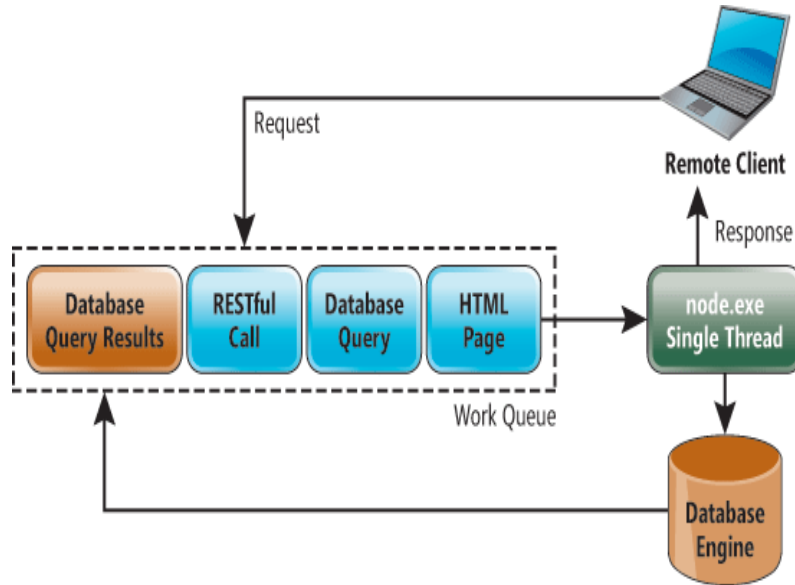 Request
Remote Client
Response
Database
Query Results
RESTful
Call
Database
Query
HTML
Page
node.exe
Single Thread
Work Queue
Database
Engine